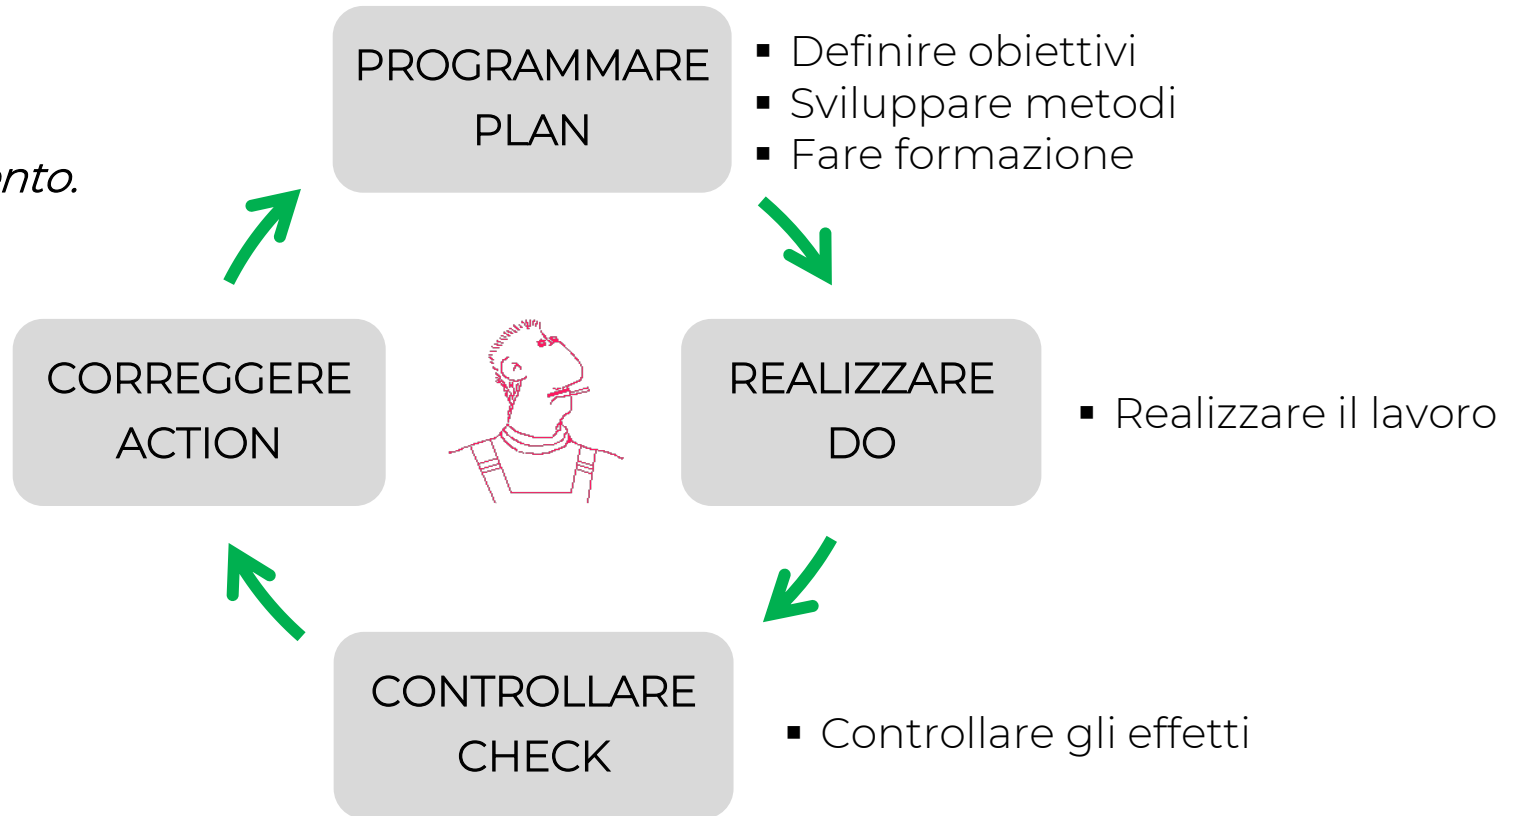 PROGRAMMARE
PLAN
▪ Definire obiettivi
▪ Sviluppare metodi
▪ Fare formazione
CORREGGERE
ACTION
REALIZZARE
DO
▪ Realizzare il lavoro
CONTROLLARE
CHECK
▪ Controllare gli effetti